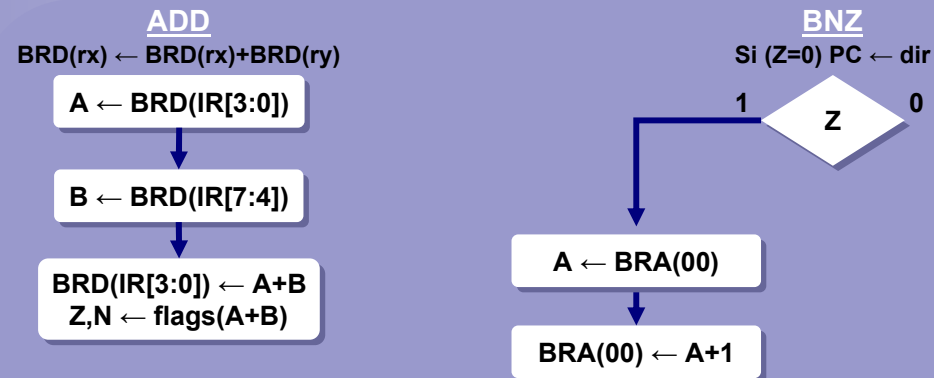 ADD
BRD(rx) ← BRD(rx)+BRD(ry)
A ← BRD(IR[3:0])
B ← BRD(IR[7:4])
BRD(IR[3:0]) ← A+B
Z,N ← flags(A+B)
BNZ
Si (Z=0) PC ← dir
1
Z
0
A ← BRA(00)
BRA(00) ← A+1